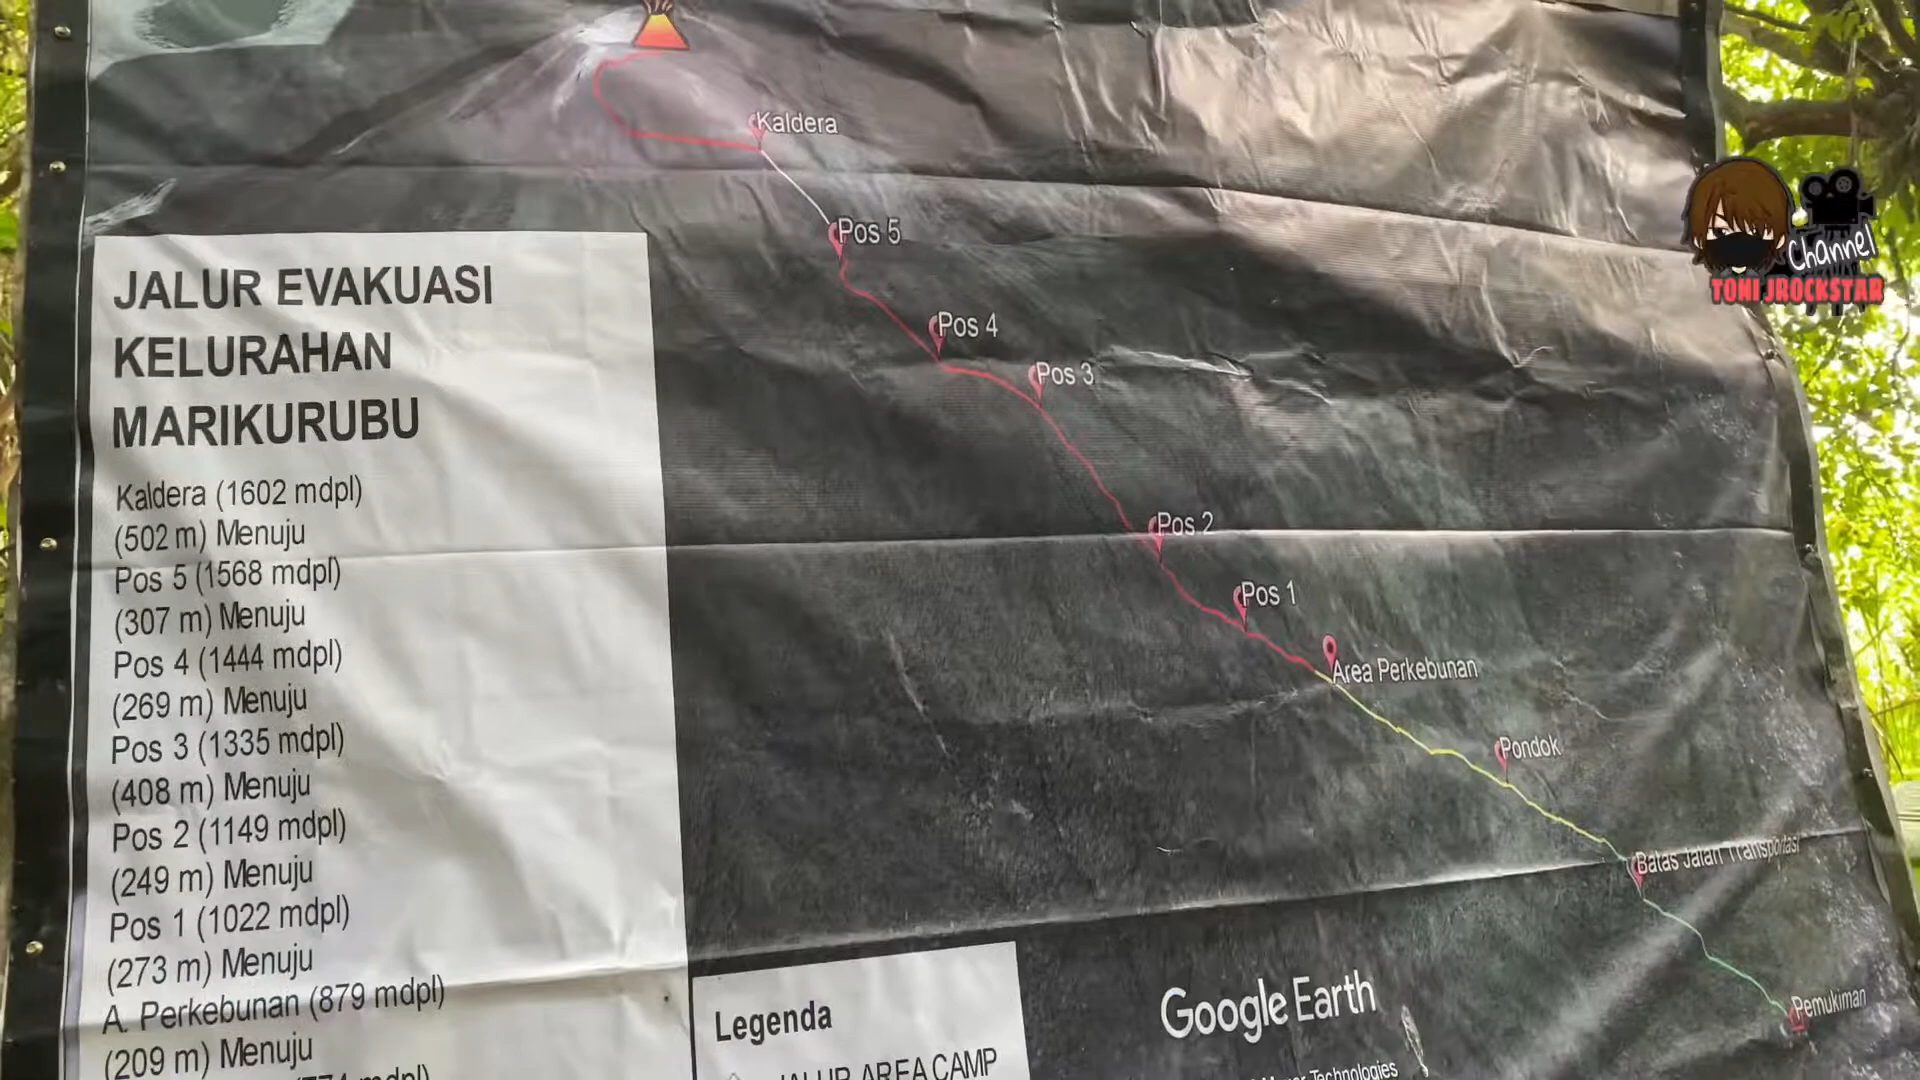 Kaldera
Pos 5
Pos 4
Pos 3
Pos 2
Pos 1
Area Perkebunan
Pondok
Batas Jalan Transportasi
Pemukiman
JALUR EVAKUASI
KELURAHAN
MARIKURUBU
Kaldera (1602 mdpl)
(502 m) Menuju
Pos 5 (1568 mdpl)
(307 m) Menuju
Pos 4 (1444 mdpl)
(269 m) Menuju
Pos 3 (1335 mdpl)
(408 m) Menuju
Pos 2 (1149 mdpl)
(249 m) Menuju
Pos 1 (1022 mdpl)
(273 m) Menuju
A. Perkebunan (879 mdpl)
(209 m) Menuju
Legenda
JALUR AREA CAMP
Google Earth
Technologies
Channel
TOMI JROCKSTAR